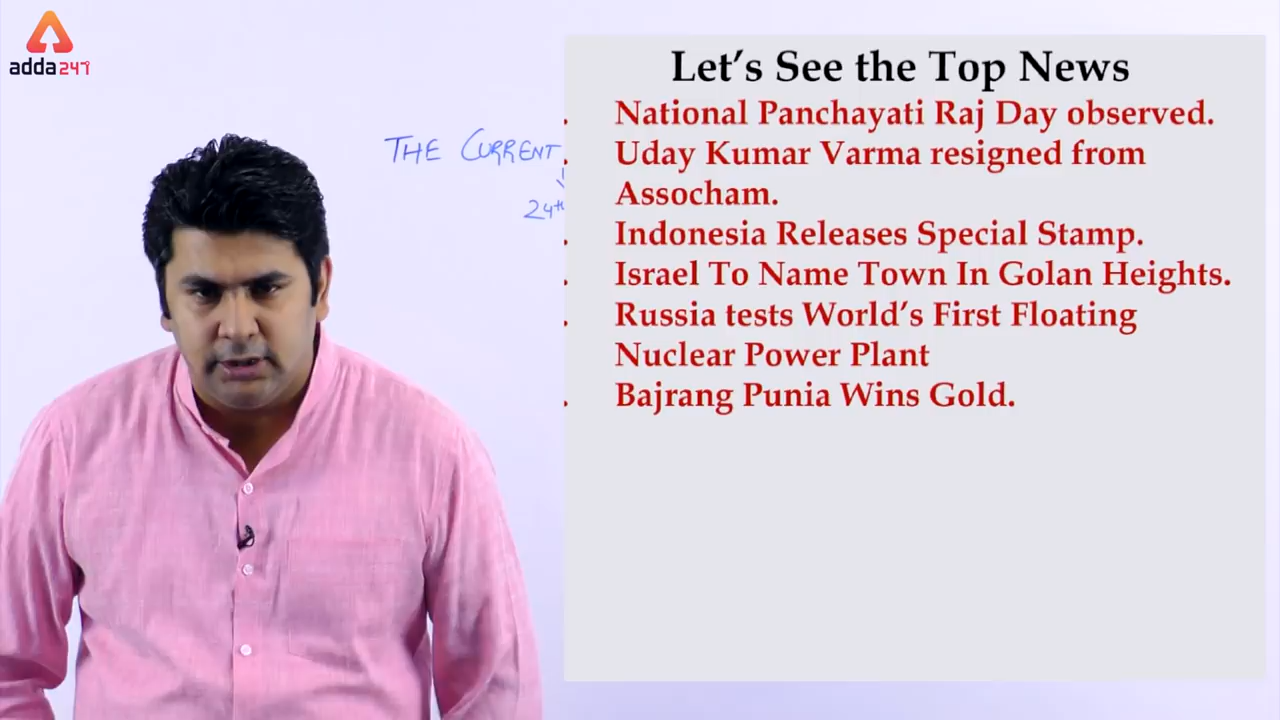 adda247
THE CURRENT
24th
Let's See the Top News
. National Panchayati Raj Day observed.
. Uday Kumar Varma resigned from
Assocham.
. Indonesia Releases Special Stamp.
. Israel To Name Town In Golan Heights.
. Russia tests World's First Floating
Nuclear Power Plant
. Bajrang Punia Wins Gold.